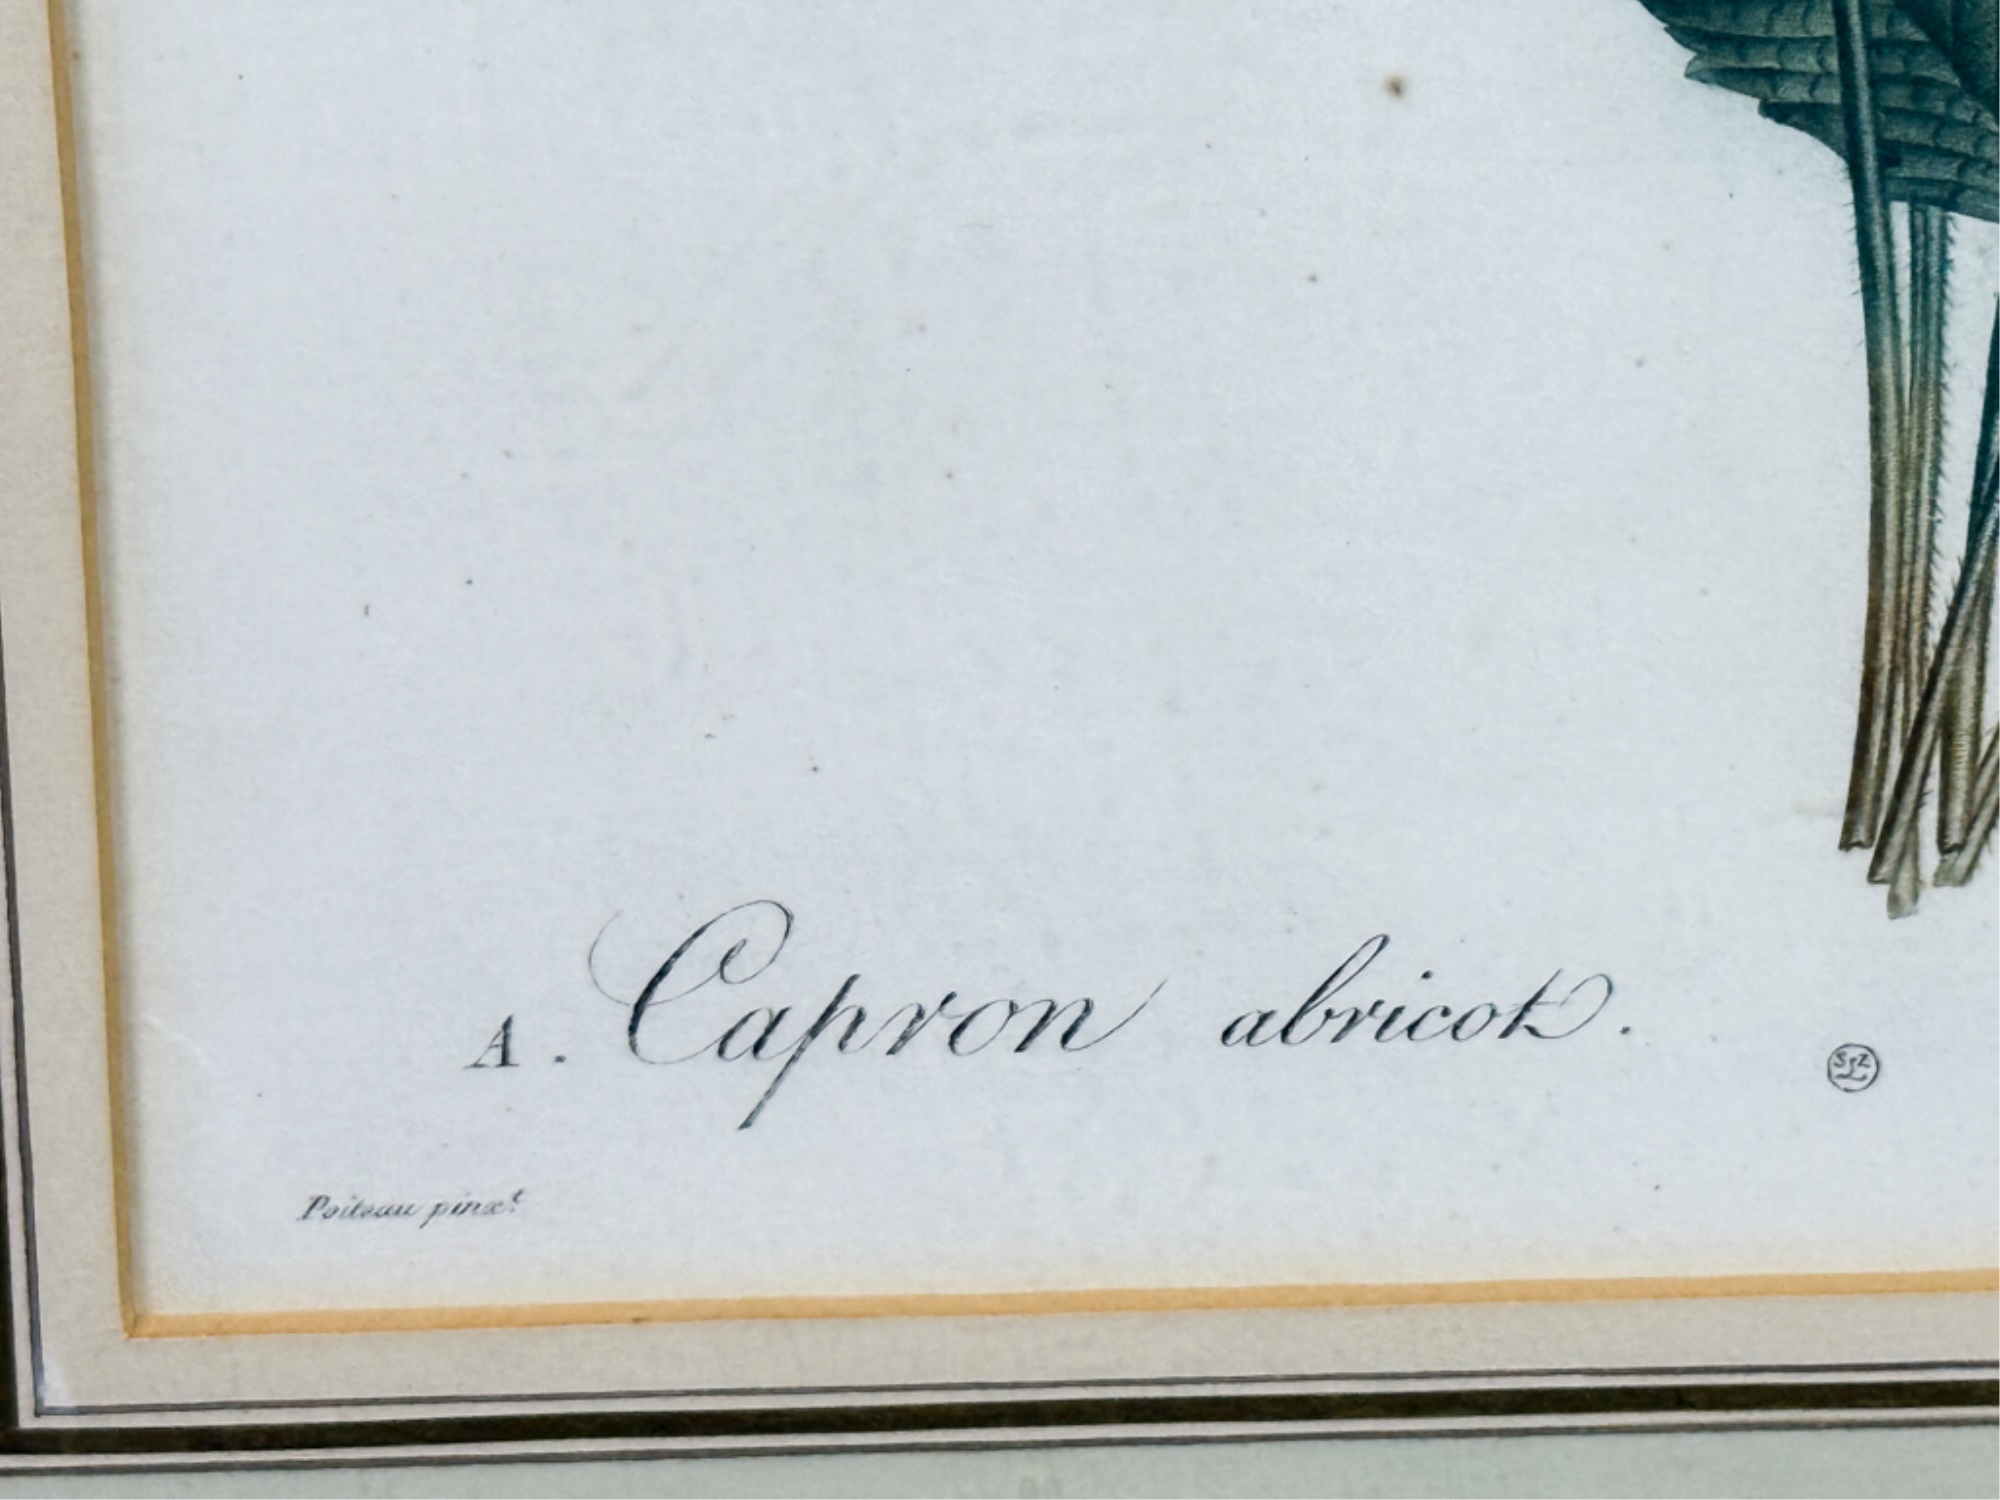 A. Capron abricot.
Poiteau pinx.t